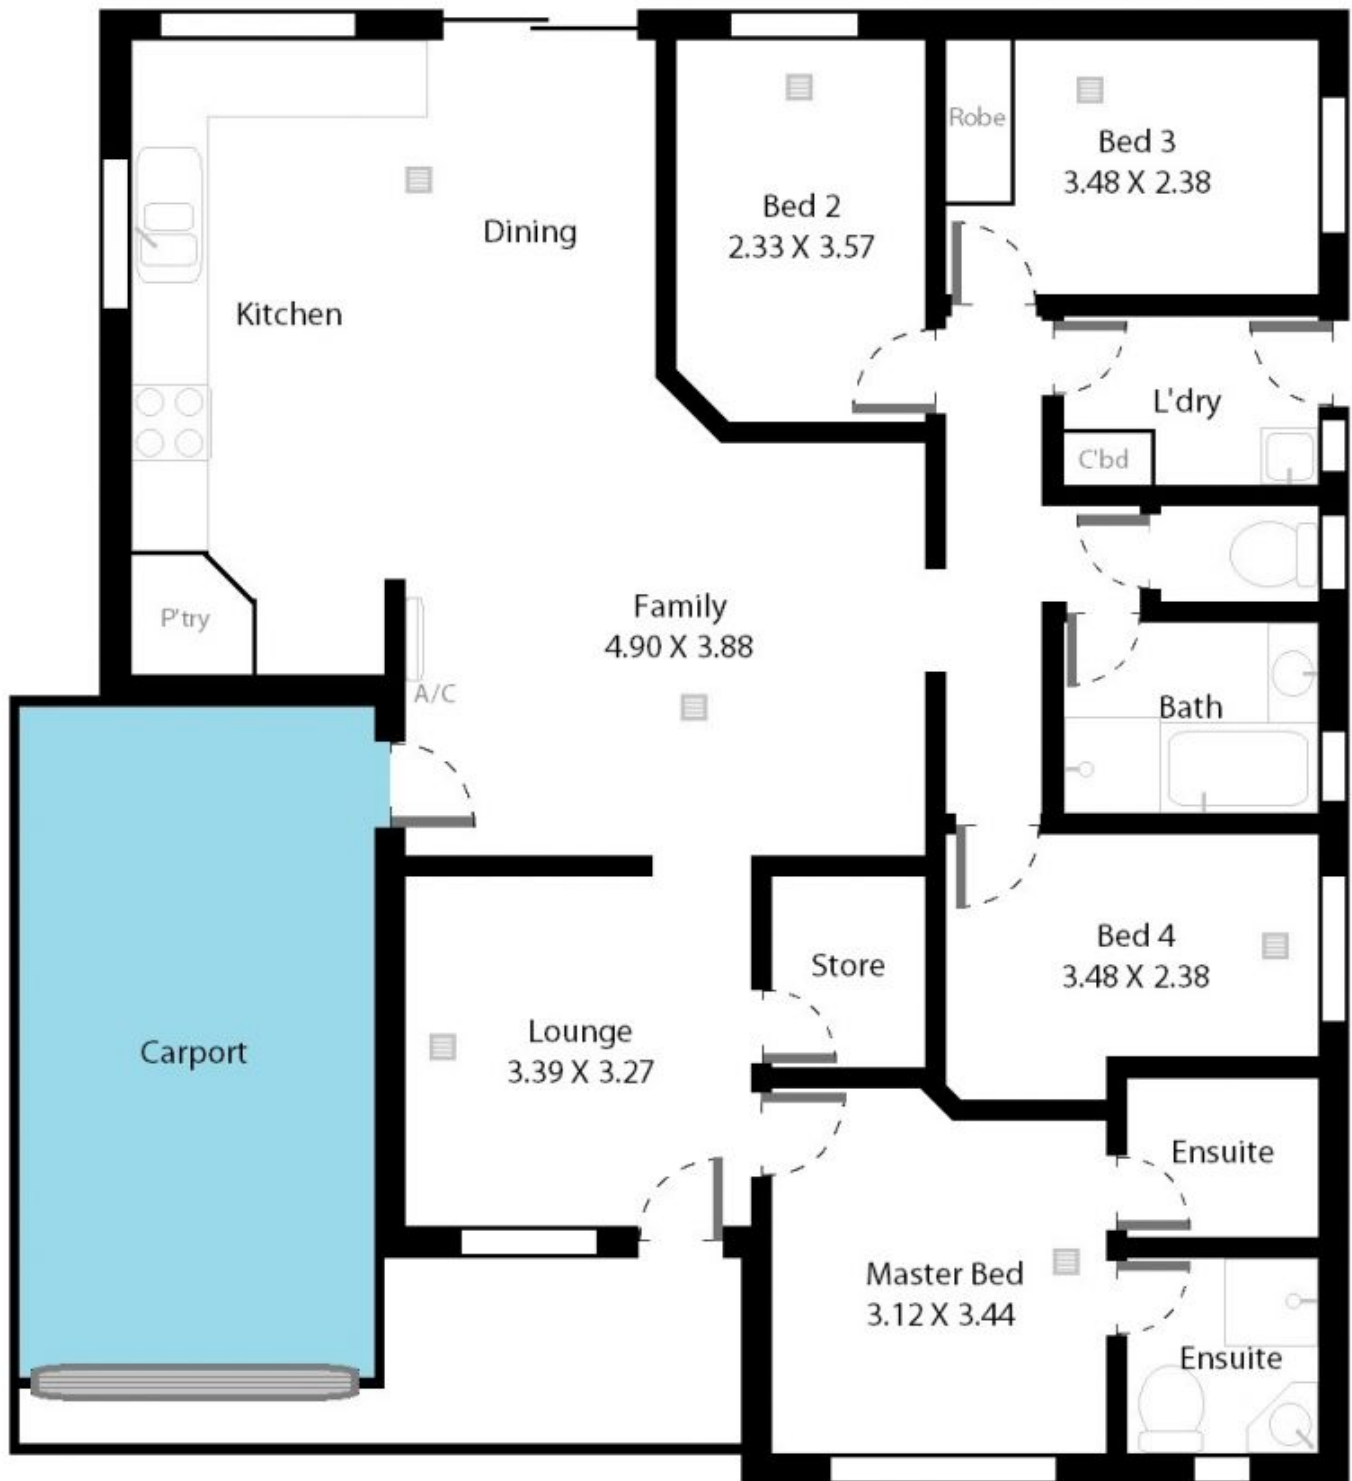 Robe
Bed 3
3.48 X 2.38
Bed 2
2.33 X 3.57
Dining
Kitchen
L'dry
C'bd
P'try
Family
4.90 X 3.88
A/C
Bath
Bed 4
3.48 X 2.38
Store
Lounge
3.39 X 3.27
Carport
Ensuite
Master Bed
3.12 X 3.44
Ensuite